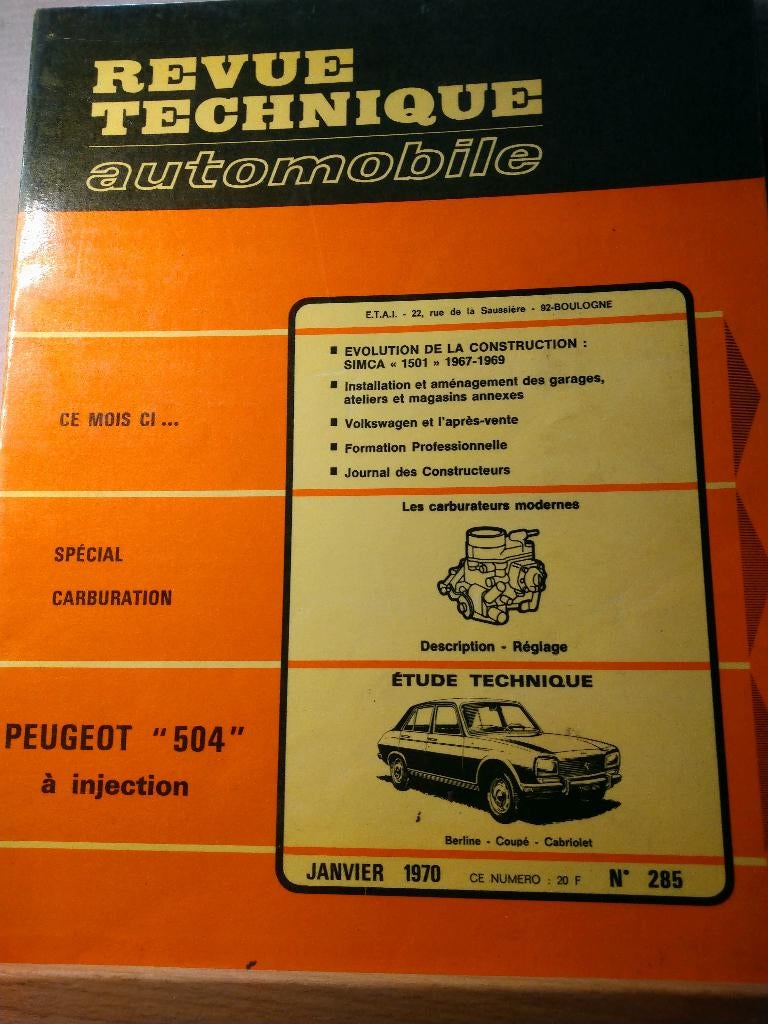 REVUE
TECHNIQUE
automobile
E.T.A.I. - 22, rue de la Saussière - 92-BOULOGNE
CE MOIS CI ...
■ EVOLUTION DE LA CONSTRUCTION :
SIMCA « 1501 » 1967-1969
■ Installation et aménagement des garages,
ateliers et magasins annexes
■ Volkswagen et l'après-vente
■ Formation Professionnelle
■ Journal des Constructeurs
SPÉCIAL
CARBURATION
Les carburateurs modernes
Description - Réglage
PEUGEOT "504"
à injection
ÉTUDE TECHNIQUE
Berline - Coupé - Cabriolet
JANVIER 1970 CE NUMERO : 20 F N° 285